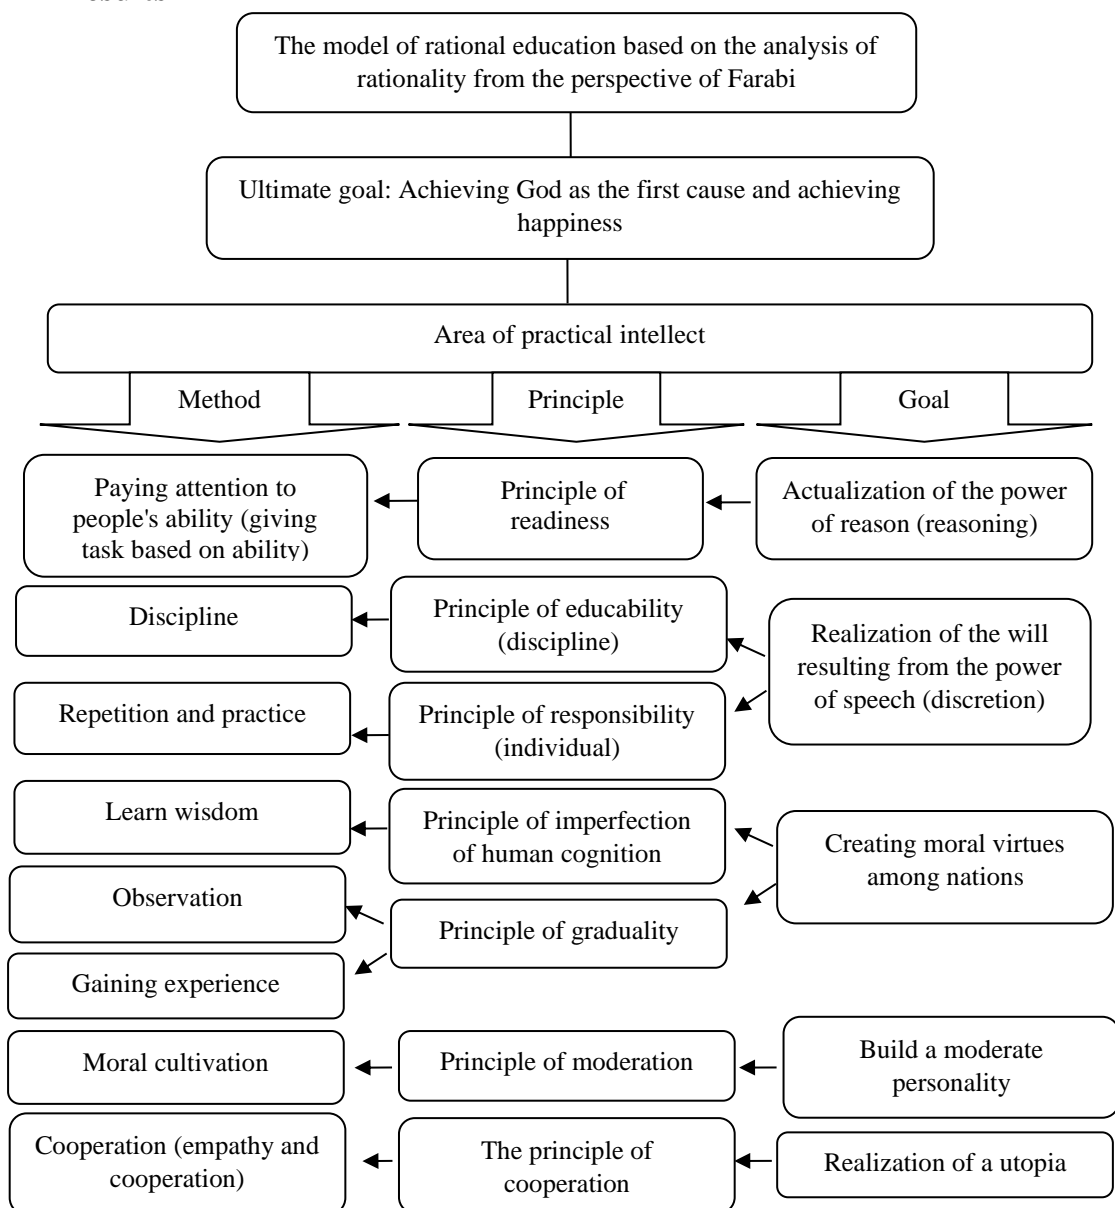 The model of rational education based on the analysis of
rationality from the perspective of Farabi
Ultimate goal: Achieving God as the first cause and achieving
happiness
Area of practical intellect
Method
Principle
Goal
Paying attention to
people's ability (giving
task based on ability)
Principle of
readiness
Actualization of the power
of reason (reasoning)
Discipline
Principle of educability
(discipline)
Realization of the will
resulting from the power
of speech (discretion)
Repetition and practice
Principle of responsibility
(individual)
Learn wisdom
Principle of imperfection
of human cognition
Creating moral virtues
among nations
Observation
Principle of graduality
Gaining experience
Moral cultivation
Principle of moderation
Build a moderate
personality
Cooperation (empathy and
cooperation)
The principle of
cooperation
Realization of a utopia